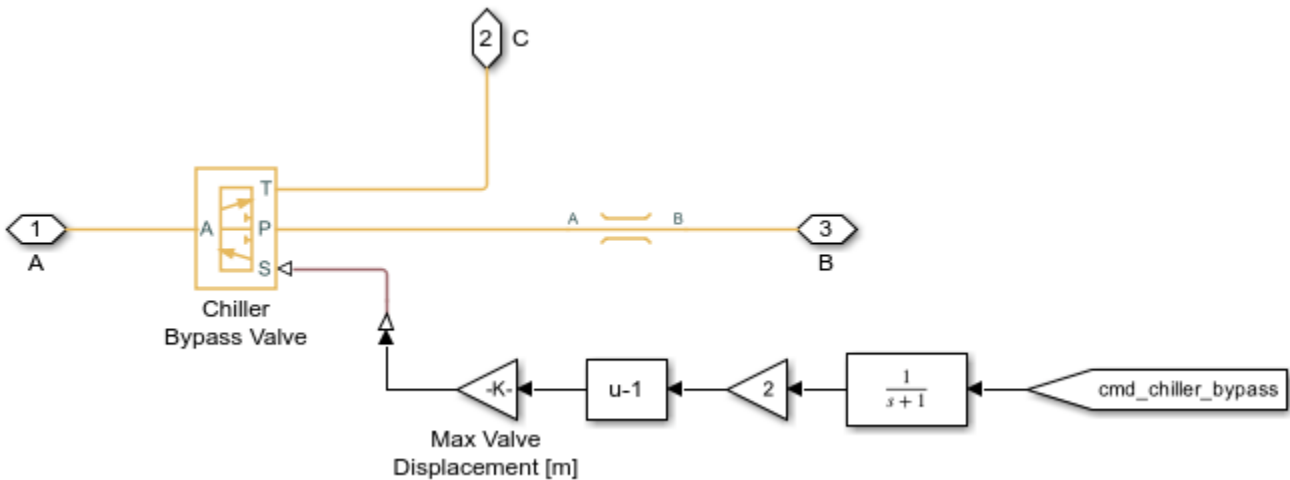 2 C
T
A P
S
1
A
A B
3
B
Chiller
Bypass Valve
-K-
u-1
2
1
s + 1
cmd_chiller_bypass
Max Valve
Displacement [m]